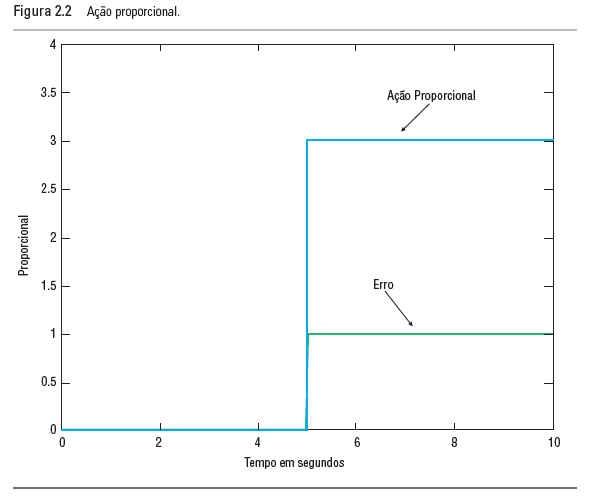 Figura 2.2 Ação proporcional.
4
3.5
Ação Proporcional
3
2.5
2
Proporcional
1.5
Erro
1
0.5
0
0 2 4 6 8 10
Tempo em segundos